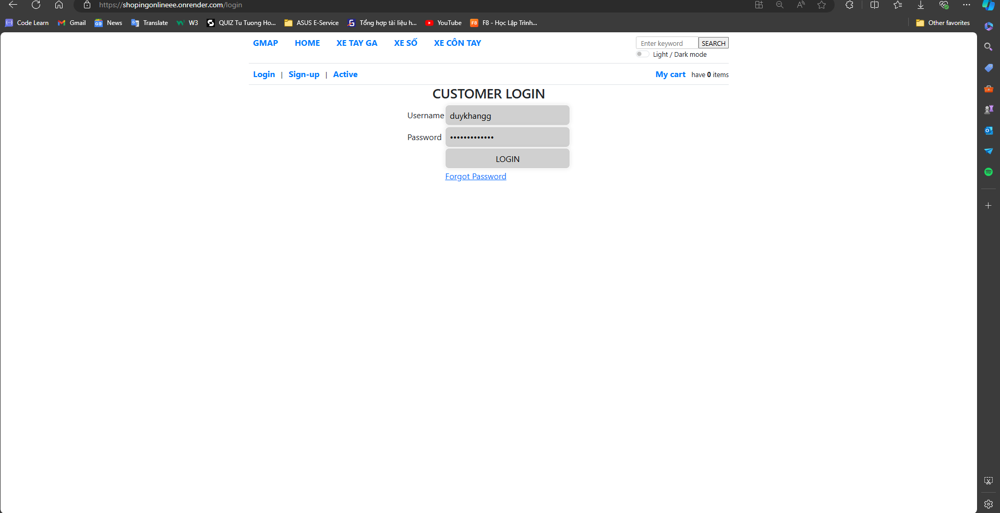 https://shopingonlineee.onrender.com/login
Code Learn Gmail News Translate W3 QUIZ Tu Tuong Ho... ASUS E-Service Tổng hợp tài liệu h... YouTube F8 F8 - Học Lập Trình... Other favorites
GMAP HOME XE TAY GA XE SỐ XE CÔN TAY Enter keyword SEARCH
Light / Dark mode
Login | Sign-up | Active My cart have 0 items
CUSTOMER LOGIN
Username duykhangg
Password •••••••••••••
LOGIN
Forgot Password